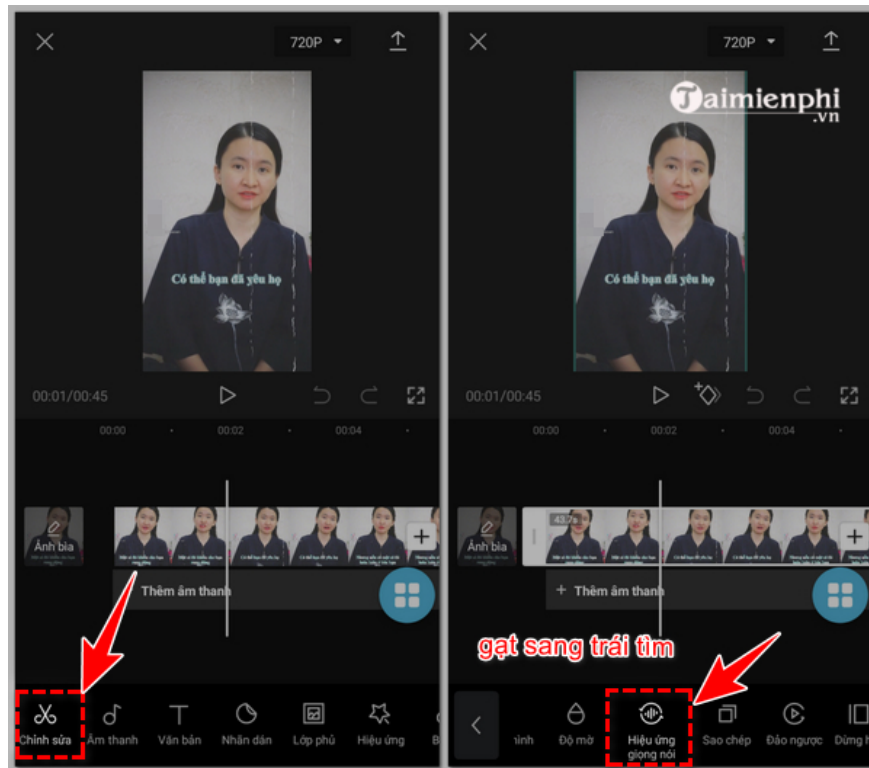 720P
Có thể bạn đã yêu họ
00:01/00:45
00:00
00:02
00:04
Ảnh bìa
Thêm âm thanh
Chỉnh sửa
Âm thanh
Văn bản
Nhãn dán
Lớp phủ
Hiệu ứng
720P
Taimienphi
.vn
Có thể bạn đã yêu họ
00:01/00:45
00:00
00:02
00:04
43.7s
Ảnh bìa
+ Thêm âm thanh
gạt sang trái tìm
Độ mờ
Hiệu ứng
giọng nói
Sao chép
Đảo ngược
Dừng